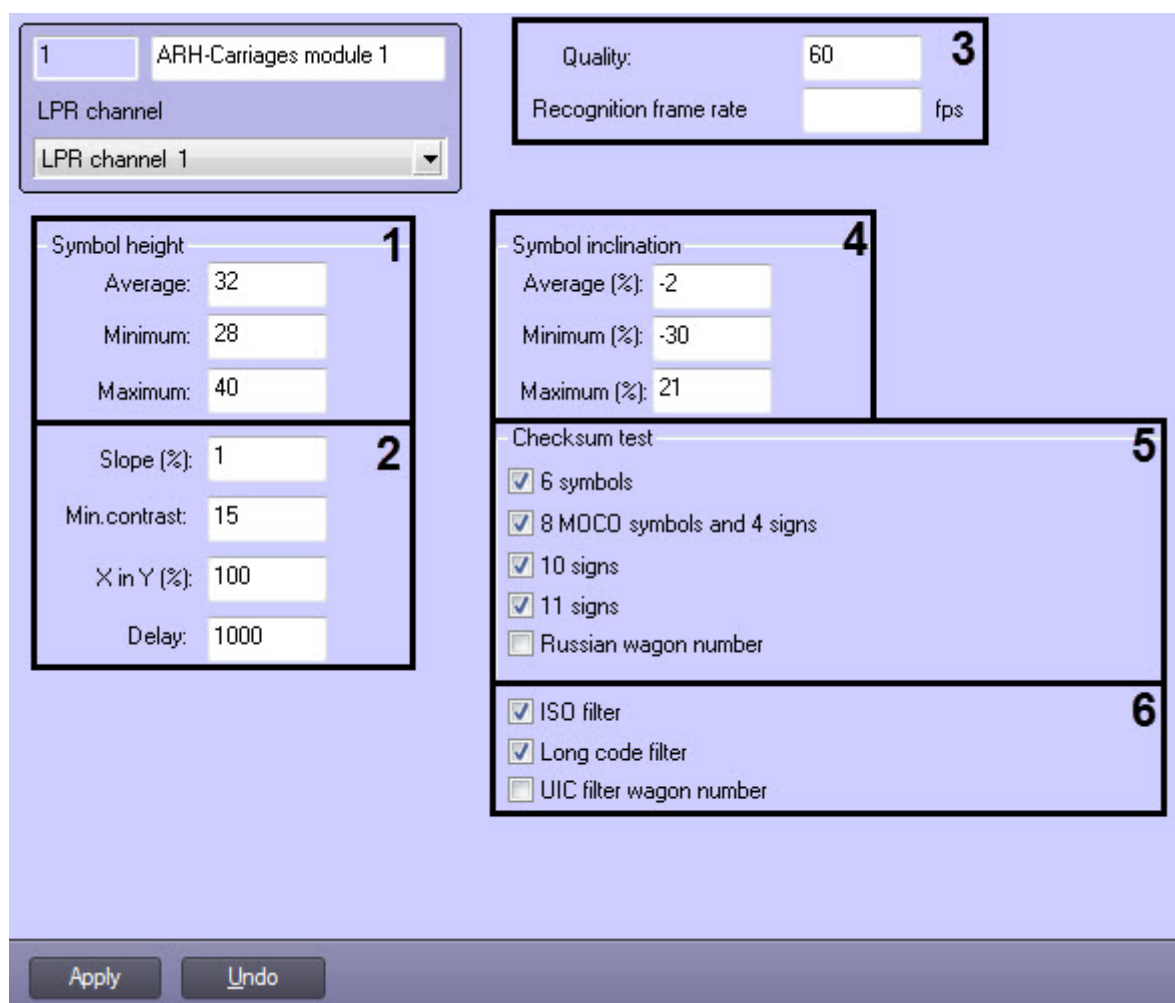 1 ARH-Carriages module 1
LPR channel
LPR channel 1
Quality: 60 3
Recognition frame rate fps
Symbol height 1
Average: 32
Minimum: 28
Maximum: 40
Slope (%): 1 2
Min.contrast: 15
X in Y (%): 100
Delay: 1000
Symbol inclination 4
Average (%): -2
Minimum (%): -30
Maximum (%): 21
Checksum test 5
6 symbols
8 MOCO symbols and 4 signs
10 signs
11 signs
Russian wagon number
ISO filter 6
Long code filter
UIC filter wagon number
Apply Undo